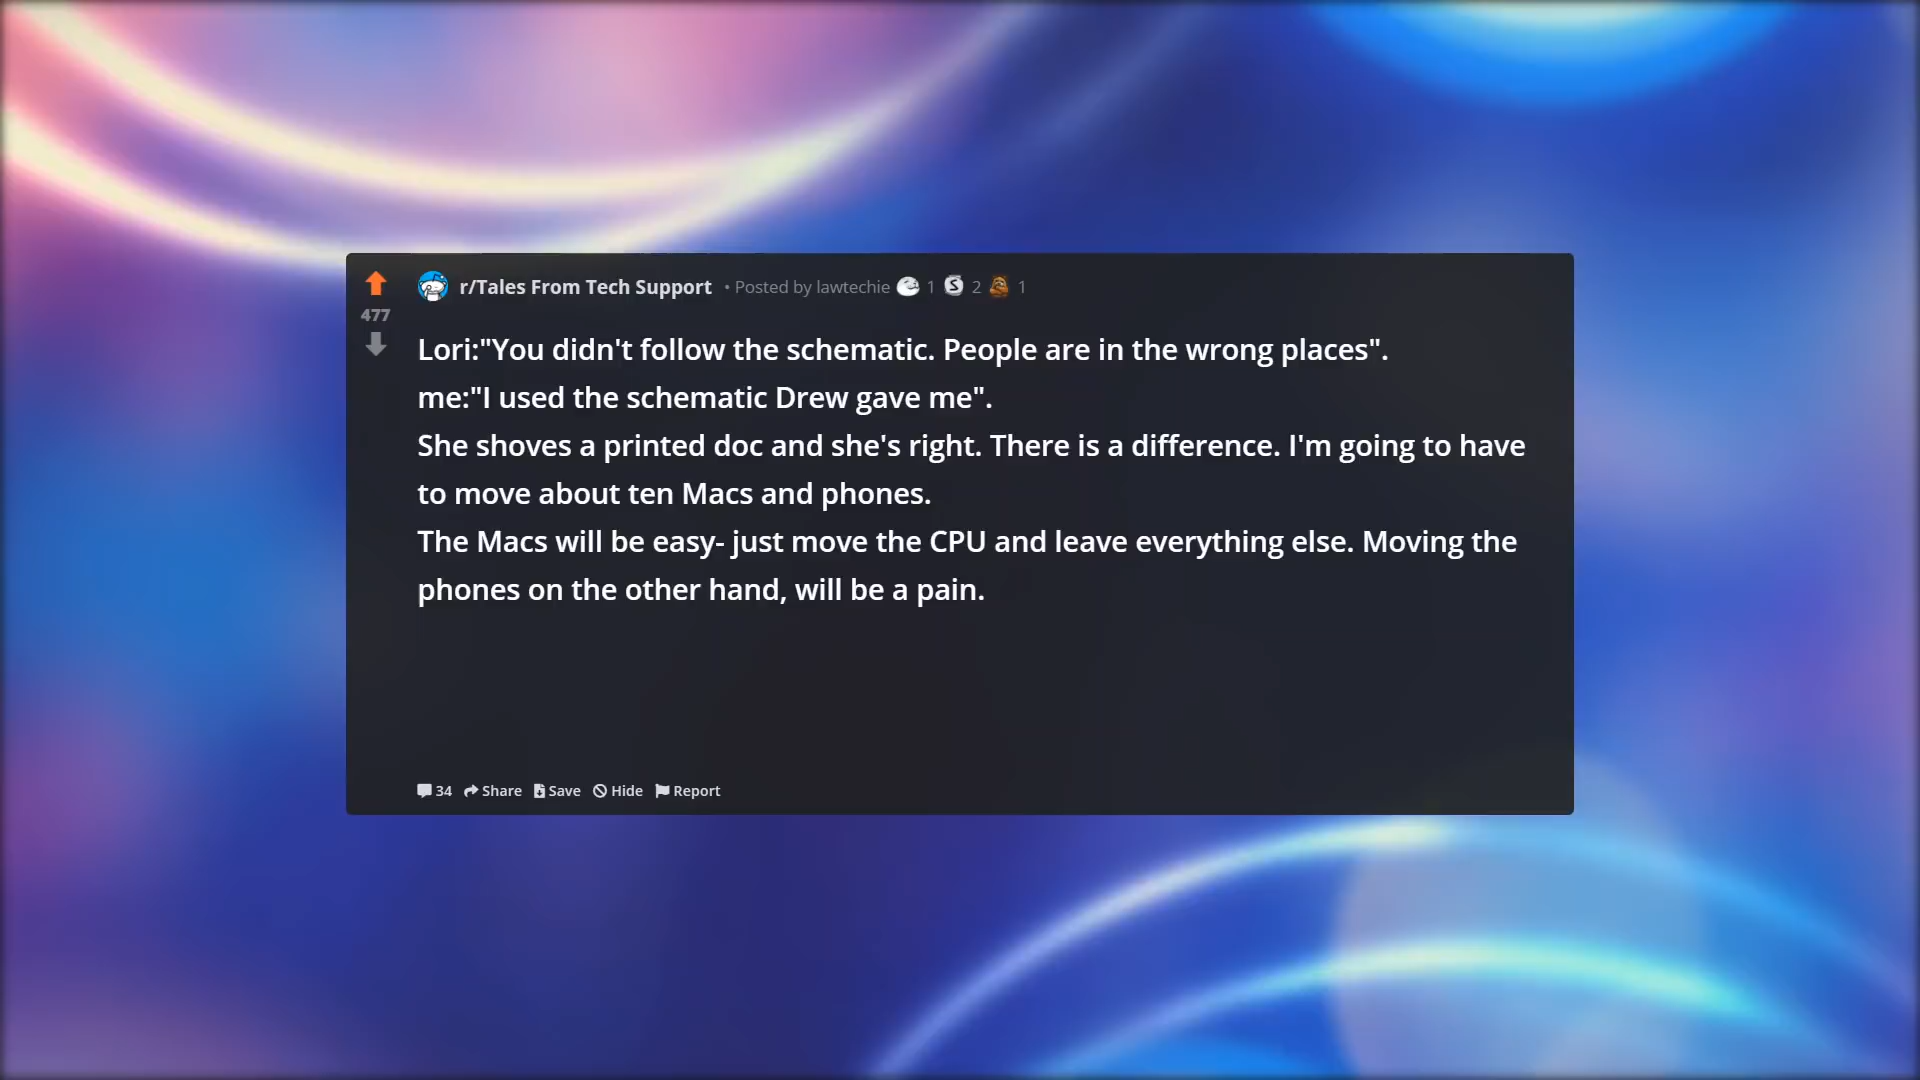 r/Tales From Tech Support • Posted by lawtechie 1 2 1
477
Lori:"You didn't follow the schematic. People are in the wrong places".
me:"I used the schematic Drew gave me".
She shoves a printed doc and she's right. There is a difference. I'm going to have
to move about ten Macs and phones.
The Macs will be easy- just move the CPU and leave everything else. Moving the
phones on the other hand, will be a pain.
34 Share Save Hide Report